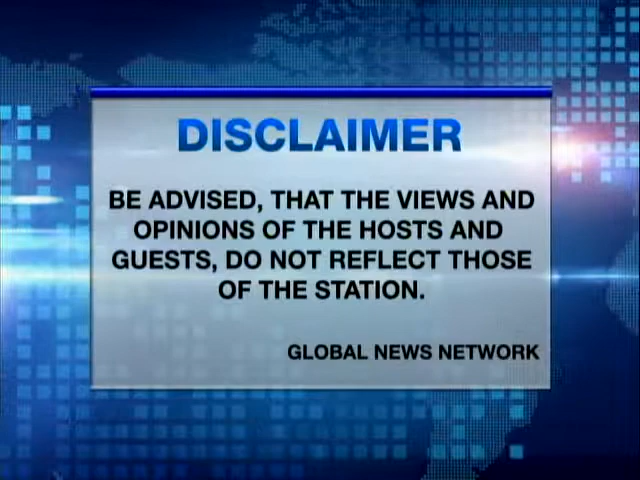 DISCLAIMER
BE ADVISED, THAT THE VIEWS AND
OPINIONS OF THE HOSTS AND
GUESTS, DO NOT REFLECT THOSE
OF THE STATION.
GLOBAL NEWS NETWORK